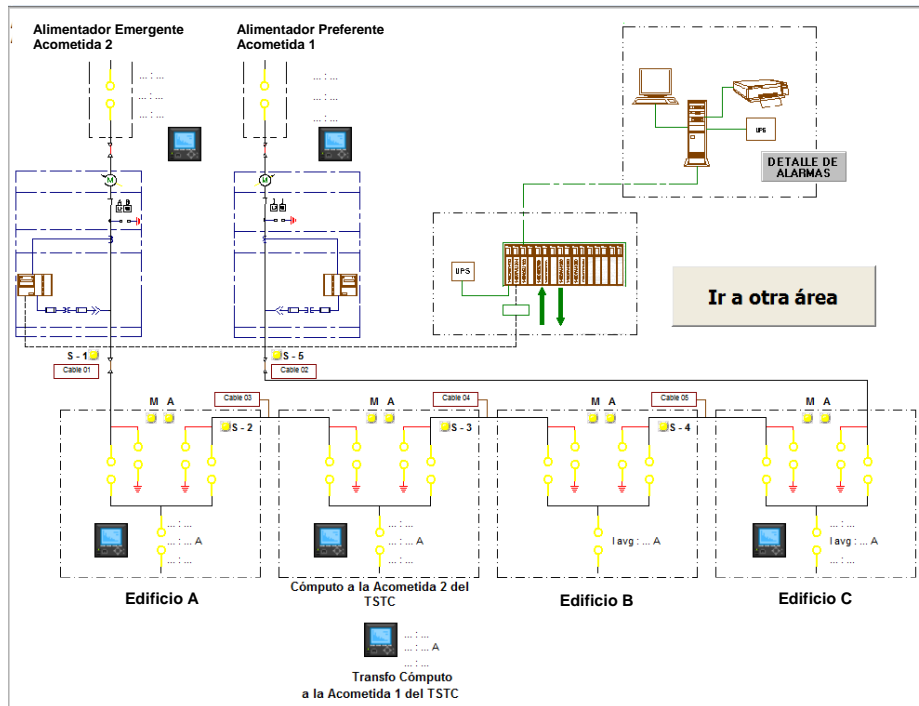 Alimentador Emergente
Acometida 2
Alimentador Preferente
Acometida 1
... : ...
... : ...
... : ...
... : ...
... : ...
... : ...
UPS
DETALLE DE
ALARMAS
M
M
A B
UPS
Ir a otra área
S - 1
Cable 01
S - 5
Cable 02
Cable 03
Cable 04
Cable 05
M A
M A
M A
M A
S - 2
S - 3
S - 4
... : ...
... : ... A
... : ...
... : ...
... : ... A
... : ...
I avg : ... A
... : ...
I avg : ... A
... : ...
Edificio A
Cómputo a la Acometida 2 del
TSTC
Edificio B
Edificio C
... : ...
... : ... A
... : ...
Transfo Cómputo
a la Acometida 1 del TSTC